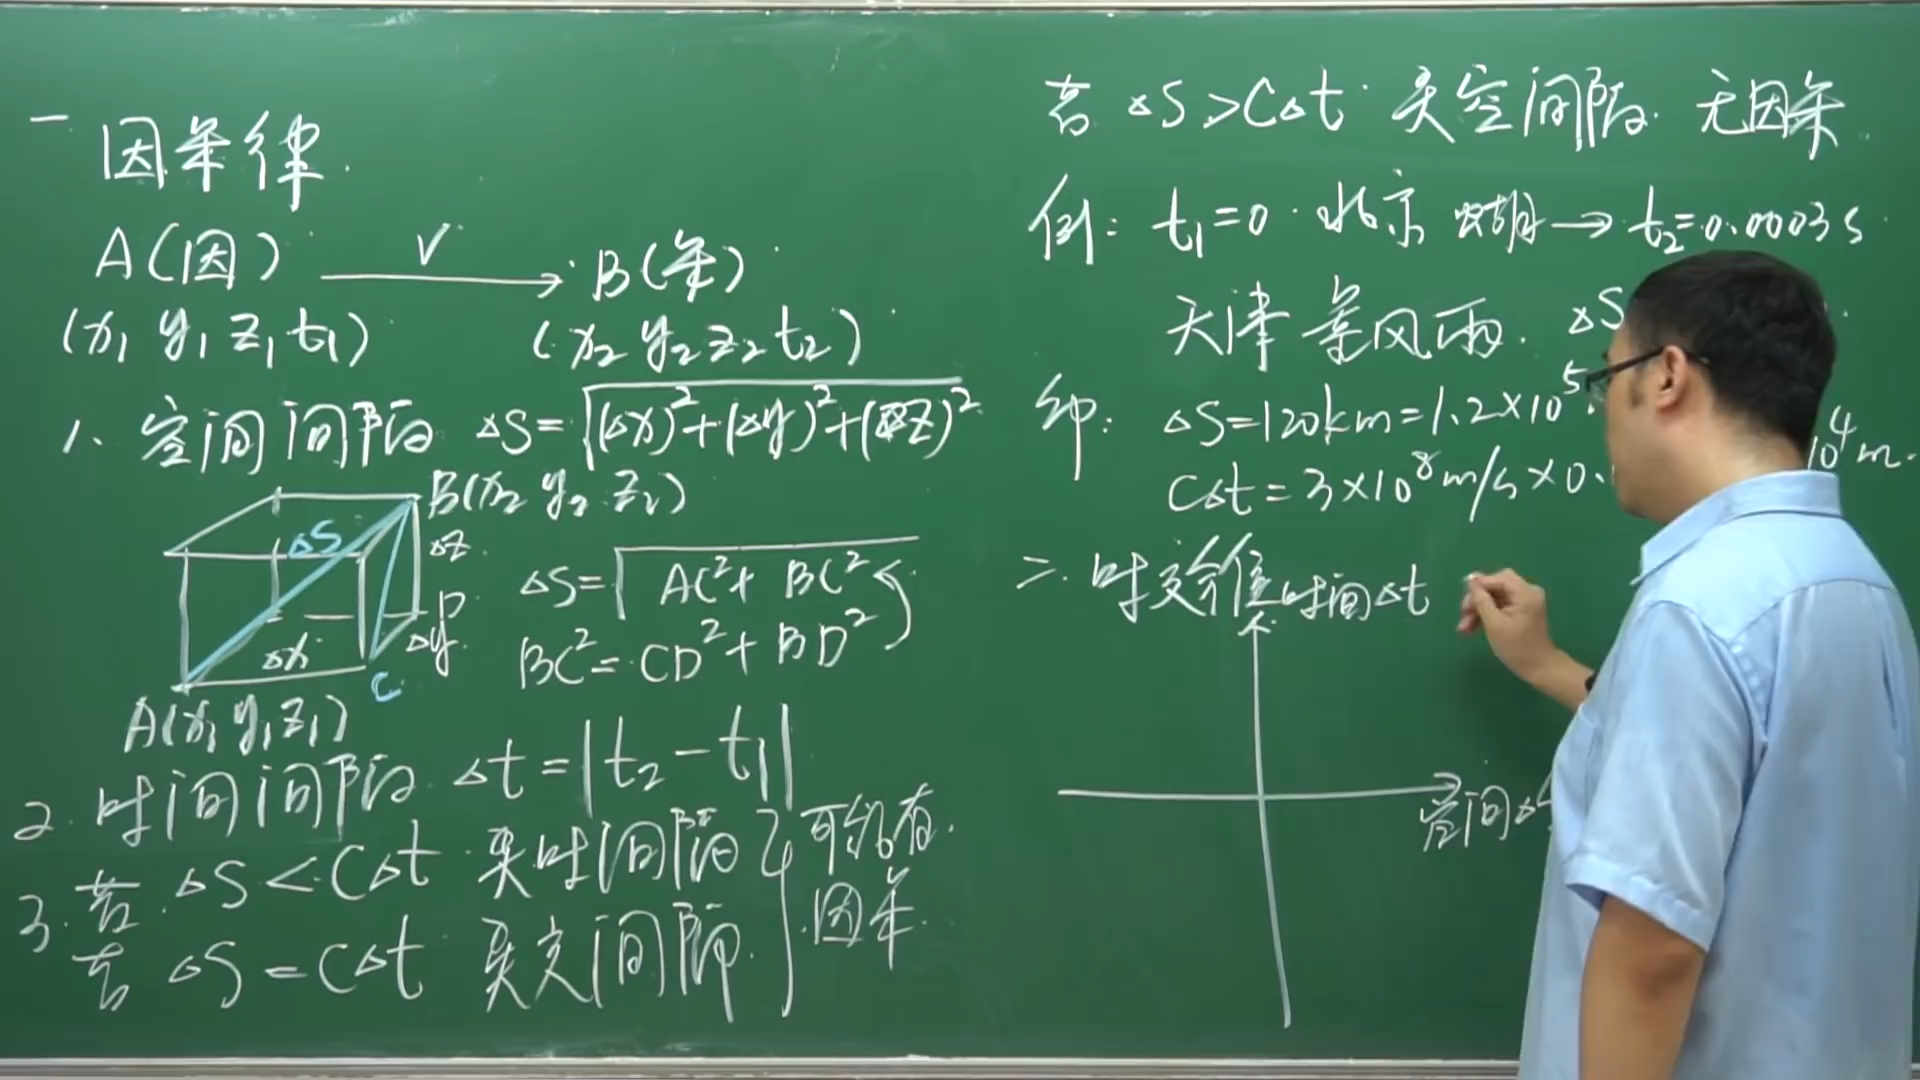 一 因果律.
A(因) V → B(果)
(x₁ y₁ z₁ t₁) (x₂ y₂ z₂ t₂)
1. 空间间隔 ΔS=√(Δx)²+(Δy)²+(Δz)²
B(x₂ y₂ z₂)
ΔS
Δz
D
Δy
Δx
C
A(x₁ y₁ z₁)
ΔS=√AC²+BC²
BC²=CD²+BD²
2. 时间间隔 Δt=|t₂-t₁|
3. 若 ΔS<CΔt 类时间隔
若 ΔS=CΔt 类光间隔
可能有
因果.
若 ΔS>CΔt 类空间隔. 无因果
例: t₁=0 北京 蝴 → t₂=0.0003s
天津 暴风雨. ΔS
ΔS=120km=1.2×10⁵
CΔt=3×10⁸m/s×0. 10⁴m.
二. 时
时间Δt
空间Δ